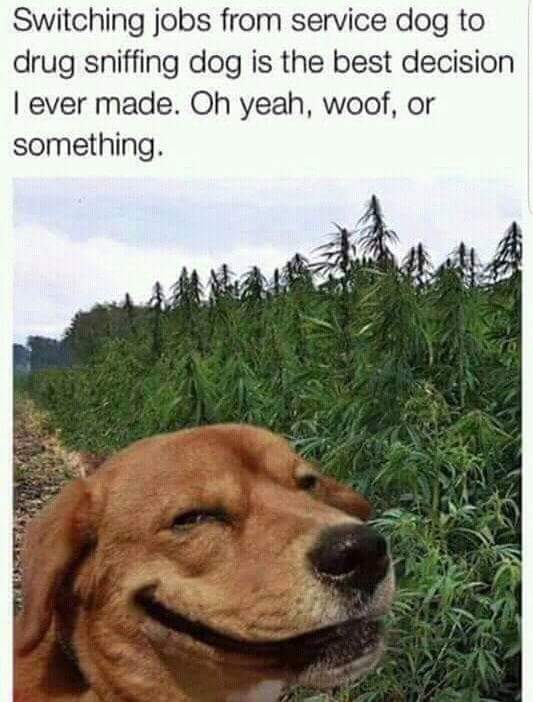 Switching jobs from service dog to
drug sniffing dog is the best decision
I ever made. Oh yeah, woof, or
something.